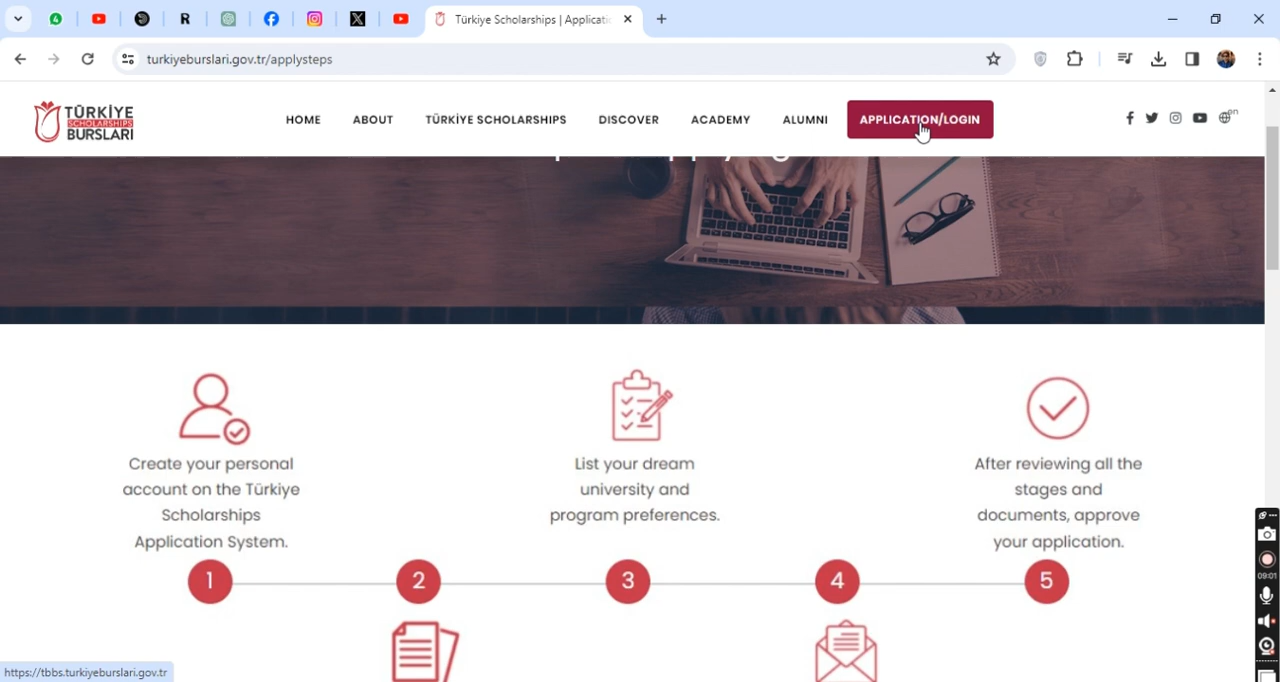 Türkiye Scholarships | Applicati
turkiyeburslari.gov.tr/applysteps
TÜRKİYE
SCHOLARSHIPS
BURSLARI
HOME
ABOUT
TÜRKİYE SCHOLARSHIPS
DISCOVER
ACADEMY
ALUMNI
APPLICATION/LOGIN
en
Create your personal
account on the Türkiye
Scholarships
Application System.
List your dream
university and
program preferences.
After reviewing all the
stages and
documents, approve
your application.
1
2
3
4
5
09:01
https://tbbs.turkiyeburslari.gov.tr